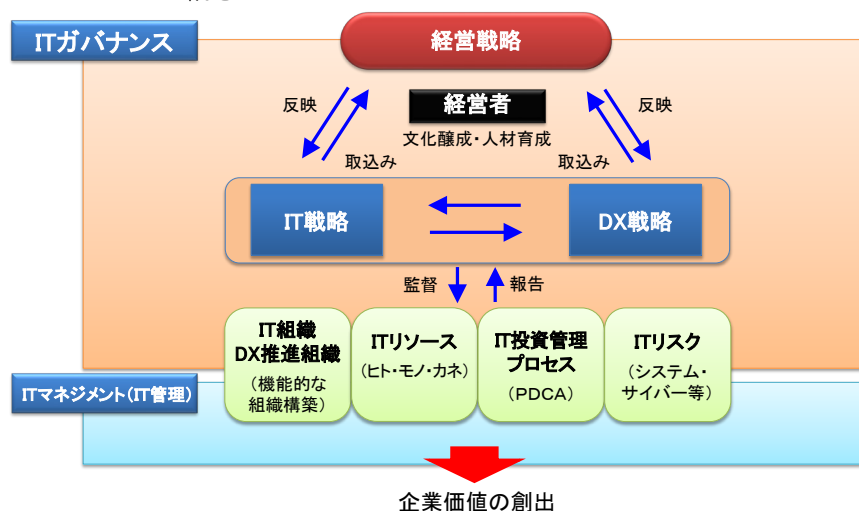 ITガバナンス
経営戦略
反映
経営者
反映
文化醸成・人材育成
取込み
取込み
IT戦略
DX戦略
監督
報告
IT組織
DX推進組織
(機能的な
組織構築)
ITリソース
(ヒト・モノ・カネ)
IT投資管理
プロセス
(PDCA)
ITリスク
(システム・
サイバー等)
ITマネジメント(IT管理)
企業価値の創出